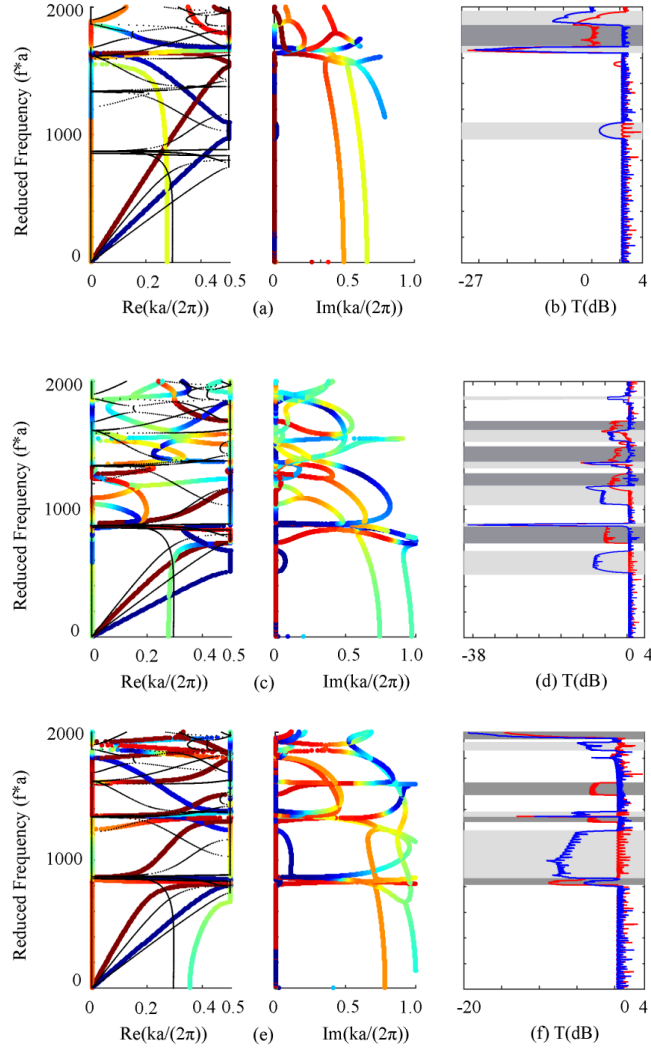 2000
1000
0
Reduced Frequency (f*a)
0 0.2 0.4 0.5
Re(ka/(2π))
(a)
0 0.5 1.0
Im(ka/(2π))
-27 0 4
(b) T(dB)
2000
1000
0
Reduced Frequency (f*a)
0 0.2 0.4 0.5
Re(ka/(2π))
(c)
0 0.5 1.0
Im(ka/(2π))
-38 0 4
(d) T(dB)
2000
1000
0
Reduced Frequency (f*a)
0 0.2 0.4 0.5
Re(ka/(2π))
(e)
0 0.5 1.0
Im(ka/(2π))
-20 0 4
(f) T(dB)